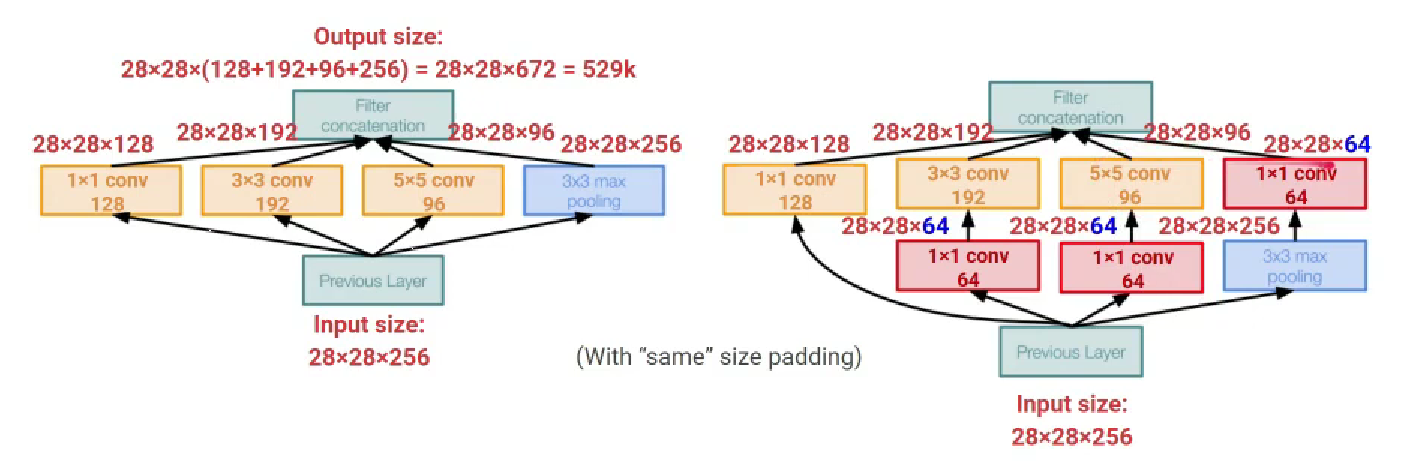 Output size:
28×28×(128+192+96+256) = 28×28×672 = 529k
Filter
concatenation
28×28×128
28×28×192
28×28×96
28×28×256
1×1 conv
128
3×3 conv
192
5×5 conv
96
3x3 max
pooling
Previous Layer
Input size:
28×28×256
(With “same” size padding)
Filter
concatenation
28×28×128
28×28×192
28×28×96
28×28×64
1×1 conv
128
3×3 conv
192
5×5 conv
96
1×1 conv
64
28×28×64
28×28×64
28×28×256
1×1 conv
64
1×1 conv
64
3x3 max
pooling
Previous Layer
Input size:
28×28×256